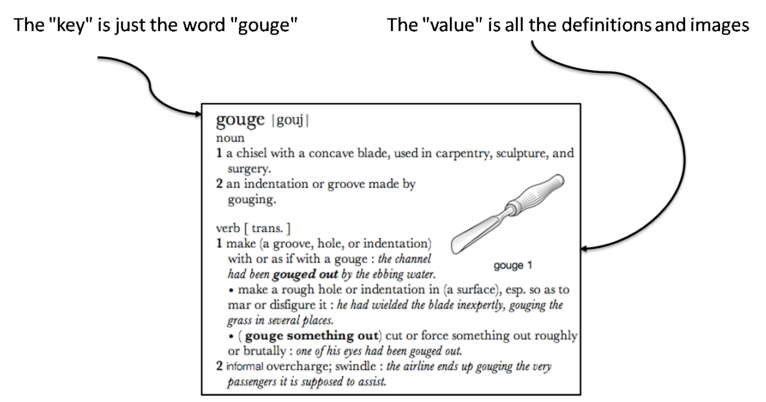 The "key" is just the word "gouge"
The "value" is all the definitions and images
gouge |gouj|
noun
1 a chisel with a concave blade, used in carpentry, sculpture, and
surgery.
2 an indentation or groove made by
gouging.
verb [ trans. ]
1 make (a groove, hole, or indentation)
with or as if with a gouge : the channel
had been gouged out by the ebbing water.
• make a rough hole or indentation in (a surface), esp. so as to
mar or disfigure it : he had wielded the blade inexpertly, gouging the
grass in several places.
• ( gouge something out) cut or force something out roughly
or brutally : one of his eyes had been gouged out.
2 informal overcharge; swindle : the airline ends up gouging the very
passengers it is supposed to assist.
gouge 1